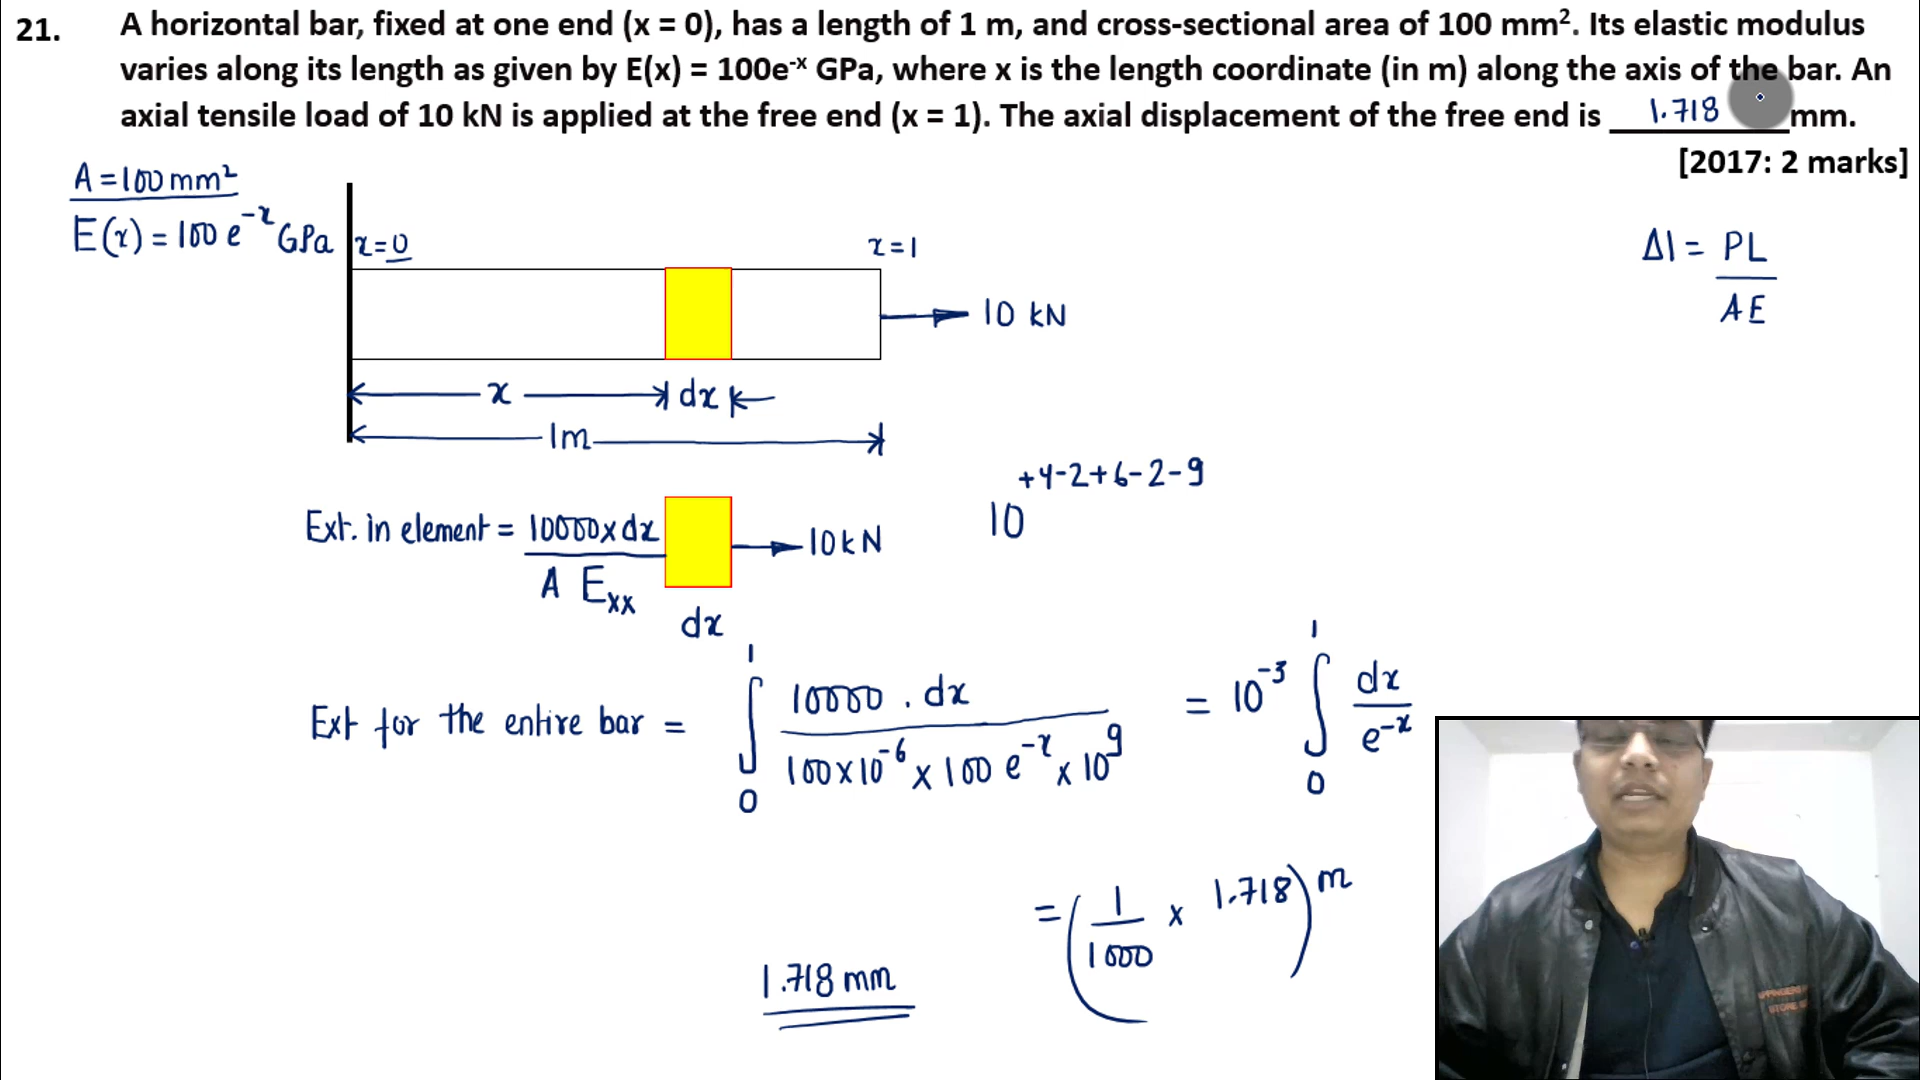 21. A horizontal bar, fixed at one end (x = 0), has a length of 1 m, and cross-sectional area of 100 mm². Its elastic modulus
varies along its length as given by E(x) = 100e⁻ˣ GPa, where x is the length coordinate (in m) along the axis of the bar. An
axial tensile load of 10 kN is applied at the free end (x = 1). The axial displacement of the free end is 1.718 mm.
[2017: 2 marks]
A = 100 mm²
E(x) = 100 e⁻ˣ GPa
x = 0
x = 1
Δl = PL
AE
10 kN
x
dx
1m
10 +4-2+6-2-9
Ext. in element = 10000 x dx
A Exx
10kN
dx
Ext for the entire bar = ∫ 0 1 10000 . dx
100 x 10⁻⁶ x 100 e⁻ˣ x 10⁹
= 10⁻³ ∫ 0 1 dx
e⁻ˣ
= ( 1 x 1.718 ) m
1000
1.718 mm